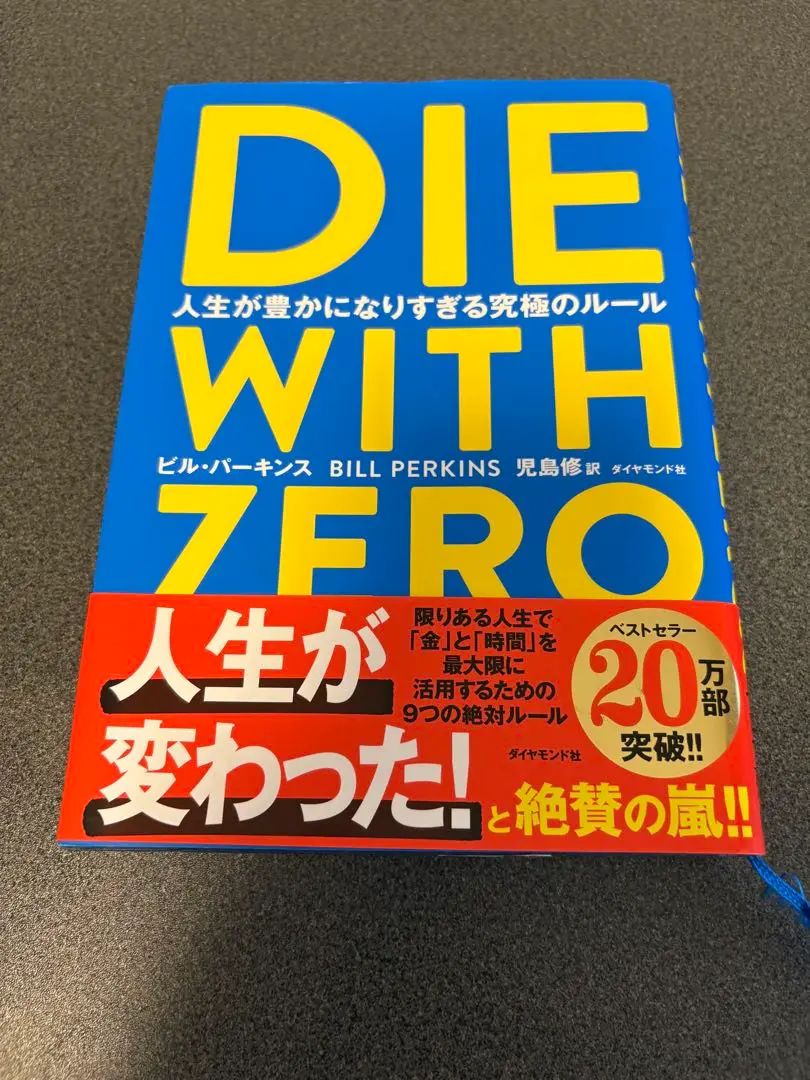 DIE
人生が豊かになりすぎる究極のルール
WITH
ビル・パーキンス BILL PERKINS 児島修 訳 ダイヤモンド社
ZERO
人生が
変わった!
と絶賛の嵐!!
限りある人生で
「金」と「時間」を
最大限に
活用するための
9つの絶対ルール
ダイヤモンド社
ベストセラー
20万部
突破!!